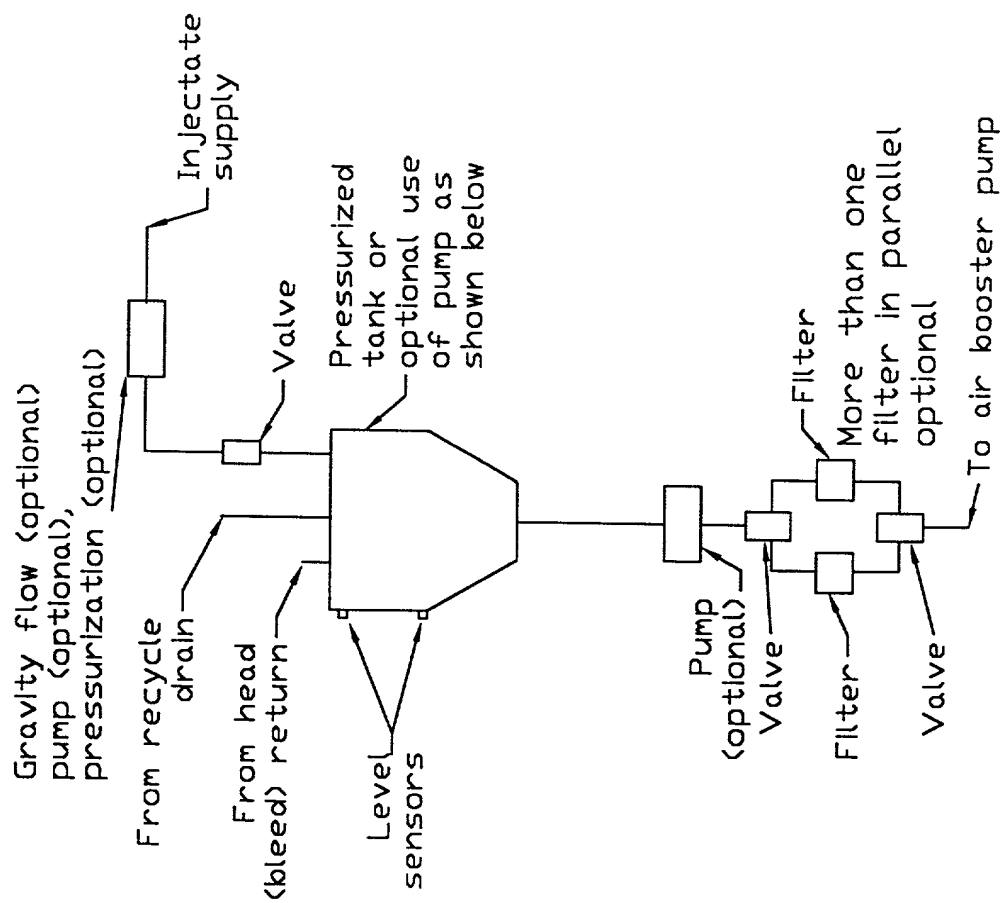 Gravity flow (optional)
pump (optional),
pressurization (optional)
Injectate
supply
From recycle
drain
Valve
From head
(bleed) return
Pressurized
tank or
optional use
of pump as
shown below
Level
sensors
Pump
(optional)
Valve
Filter
Filter
More than one
filter in parallel
optional
Valve
To air booster pump